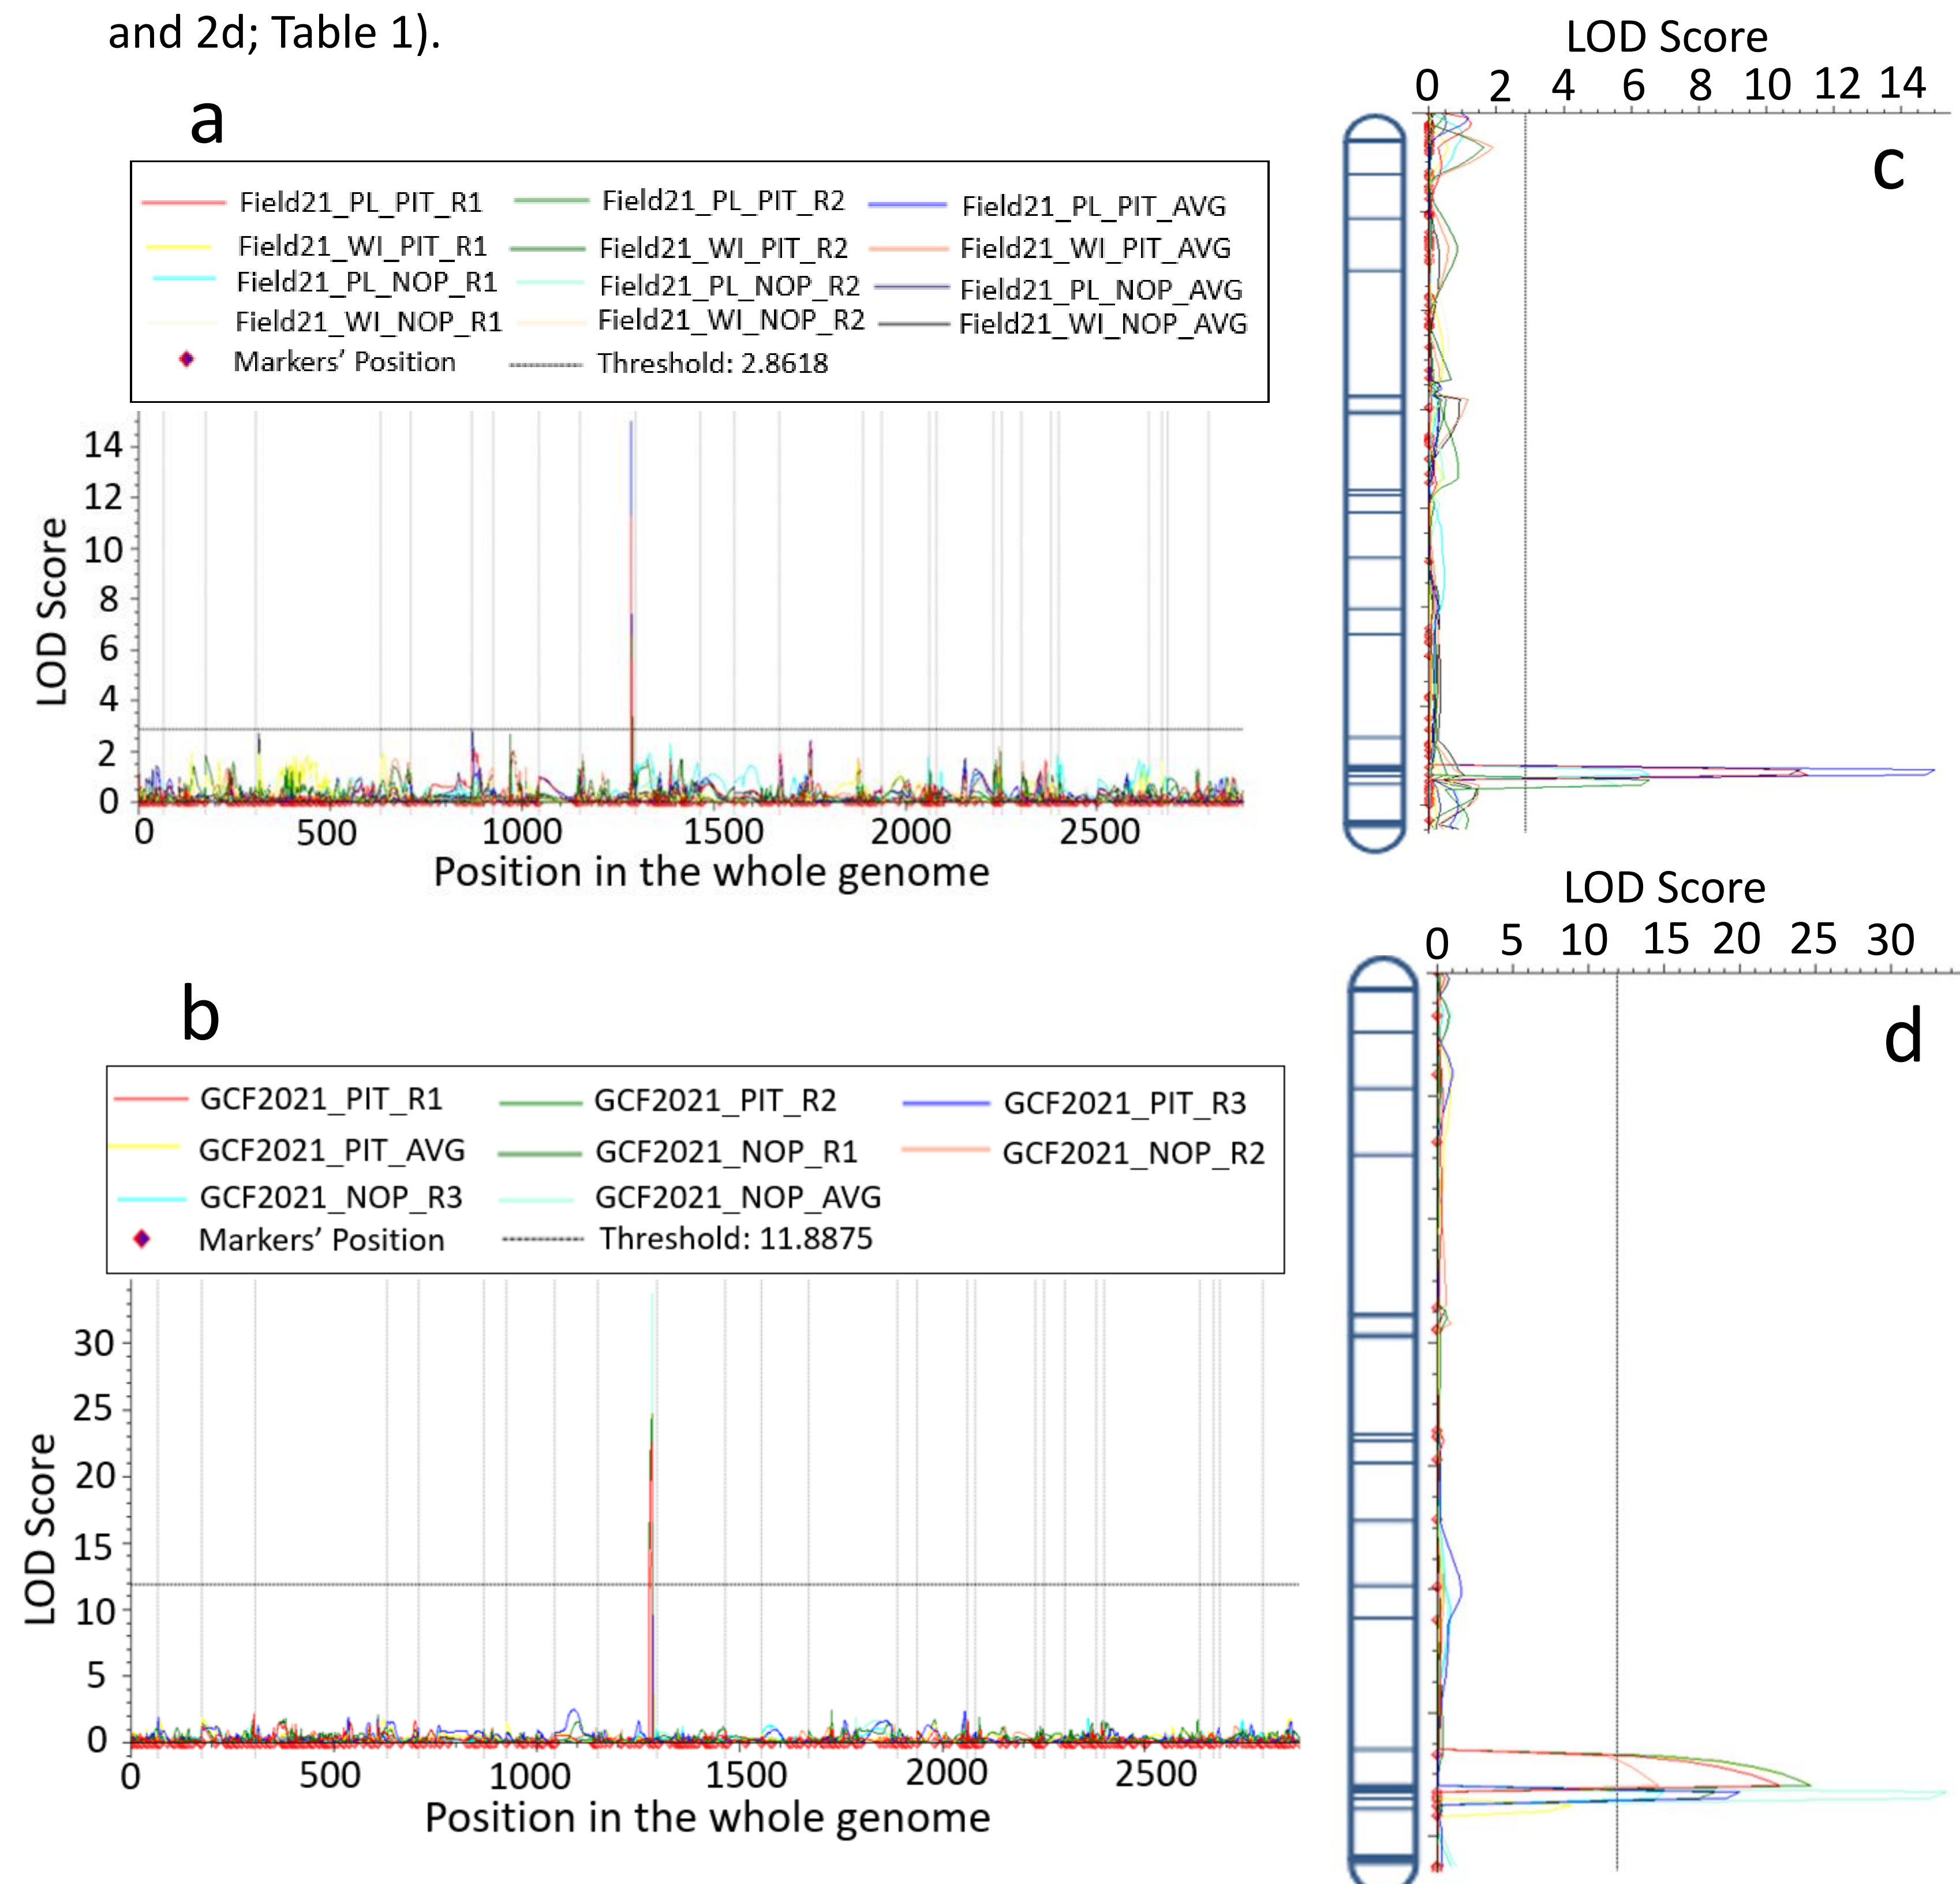 and 2d; Table 1).
a
Field21_PL_PIT_R1 Field21_PL_PIT_R2 Field21_PL_PIT_AVG
Field21_WI_PIT_R1 Field21_WI_PIT_R2 Field21_WI_PIT_AVG
Field21_PL_NOP_R1 Field21_PL_NOP_R2 Field21_PL_NOP_AVG
Field21_WI_NOP_R1 Field21_WI_NOP_R2 Field21_WI_NOP_AVG
Markers’ Position Threshold: 2.8618
LOD Score
14
12
10
8
6
4
2
0
0 500 1000 1500 2000 2500
Position in the whole genome
LOD Score
0 2 4 6 8 10 12 14
c
b
GCF2021_PIT_R1 GCF2021_PIT_R2 GCF2021_PIT_R3
GCF2021_PIT_AVG GCF2021_NOP_R1 GCF2021_NOP_R2
GCF2021_NOP_R3 GCF2021_NOP_AVG
Markers’ Position Threshold: 11.8875
LOD Score
30
25
20
15
10
5
0
0 500 1000 1500 2000 2500
Position in the whole genome
LOD Score
0 5 10 15 20 25 30
d